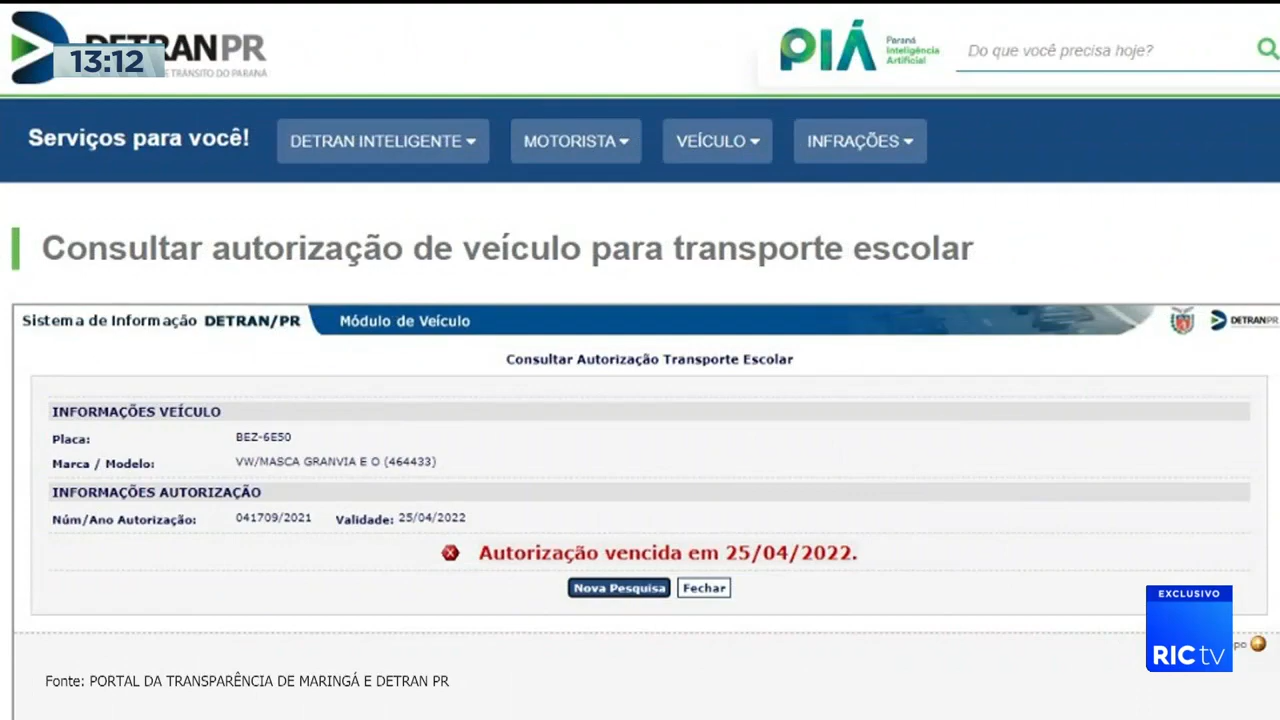 DETRANPR
13:12
E TRÂNSITO DO PARANÁ
PIÁ
Paraná
Inteligência
Artificial
Do que você precisa hoje?
Serviços para você!
DETRAN INTELIGENTE
MOTORISTA
VEÍCULO
INFRAÇÕES
Consultar autorização de veículo para transporte escolar
Sistema de Informação DETRAN/PR
Módulo de Veículo
DETRANPR
Consultar Autorização Transporte Escolar
INFORMAÇÕES VEÍCULO
Placa: BEZ-6E50
Marca / Modelo: VW/MASCA GRANVIA E O (464433)
INFORMAÇÕES AUTORIZAÇÃO
Núm/Ano Autorização: 041709/2021 Validade: 25/04/2022
Autorização vencida em 25/04/2022.
Nova Pesquisa Fechar
EXCLUSIVO
RIC tv
po
Fonte: PORTAL DA TRANSPARÊNCIA DE MARINGÁ E DETRAN PR